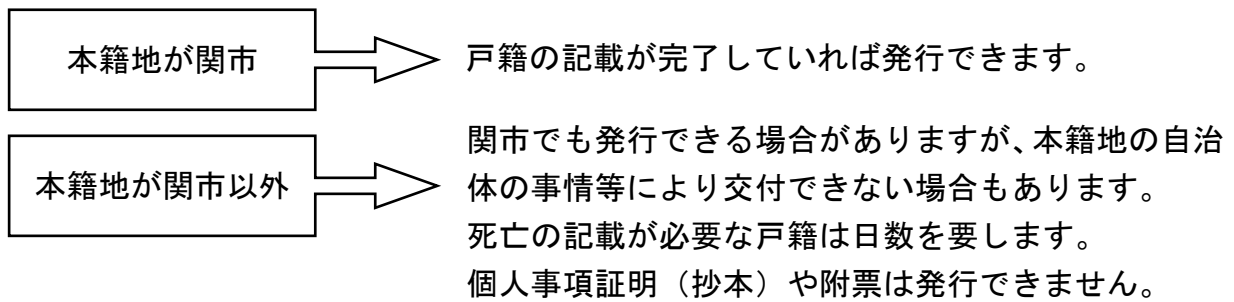 本籍地が関市
戸籍の記載が完了していれば発行できます。
本籍地が関市以外
関市でも発行できる場合がありますが、本籍地の自治
体の事情等により交付できない場合もあります。
死亡の記載が必要な戸籍は日数を要します。
個人事項証明（抄本）や附票は発行できません。